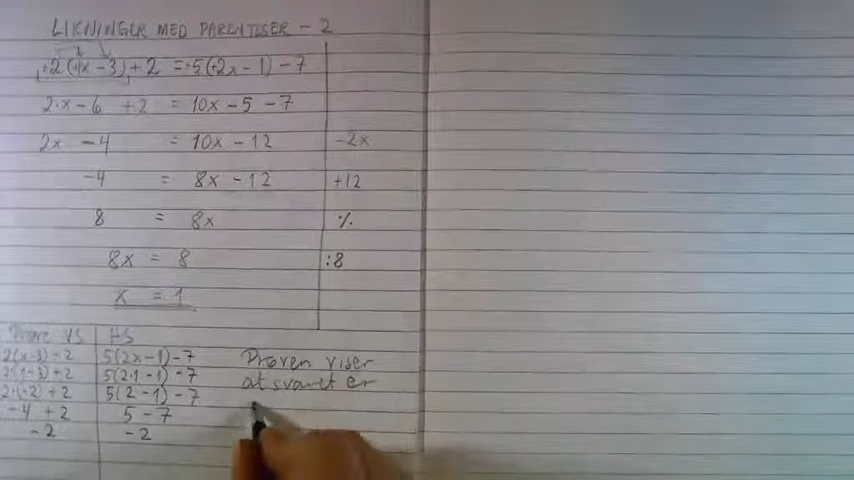 LIKNINGER MED PARENTESER - 2
+2(+1x-3)+2 = +5(+2x-1)-7
2·x-6 +2 = 10x-5-7
2x -4 = 10x-12 -2x
-4 = 8x-12 +12
8 = 8x %
8x = 8 :8
x = 1
Prøve VS HS
2(x-3)+2 5(2x-1)-7
2(1-3)+2 5(2·1-1)-7
2·(-2)+2 5(2-1)-7
-4+2 5-7
-2 -2
Prøven viser
at svaret er